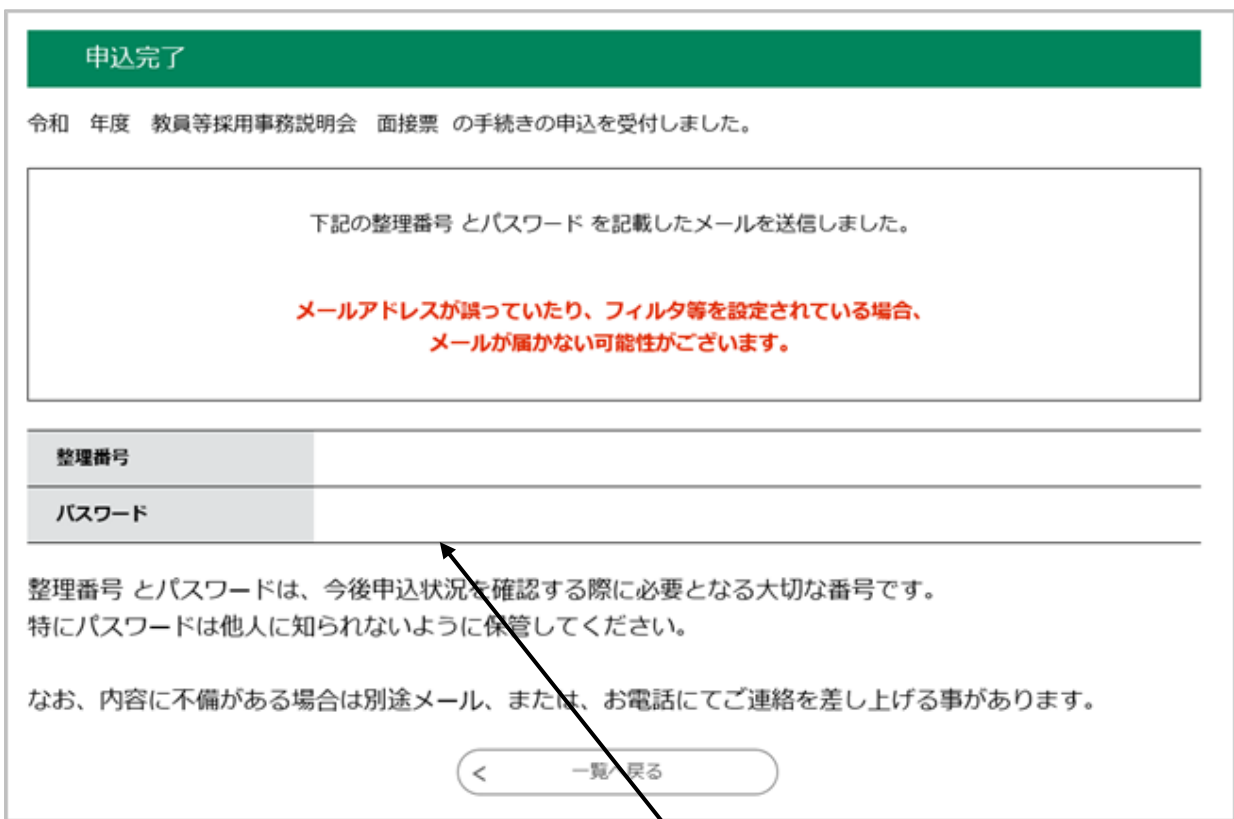 申込完了
令和　年度　教員等採用事務説明会　面接票 の手続きの申込を受付しました。
下記の整理番号 とパスワード を記載したメールを送信しました。
メールアドレスが誤っていたり、フィルタ等を設定されている場合、
メールが届かない可能性がございます。
整理番号
パスワード
整理番号 とパスワードは、今後申込状況を確認する際に必要となる大切な番号です。
特にパスワードは他人に知られないように保管してください。
なお、内容に不備がある場合は別途メール、または、お電話にてご連絡を差し上げる事があります。
< 一覧へ戻る